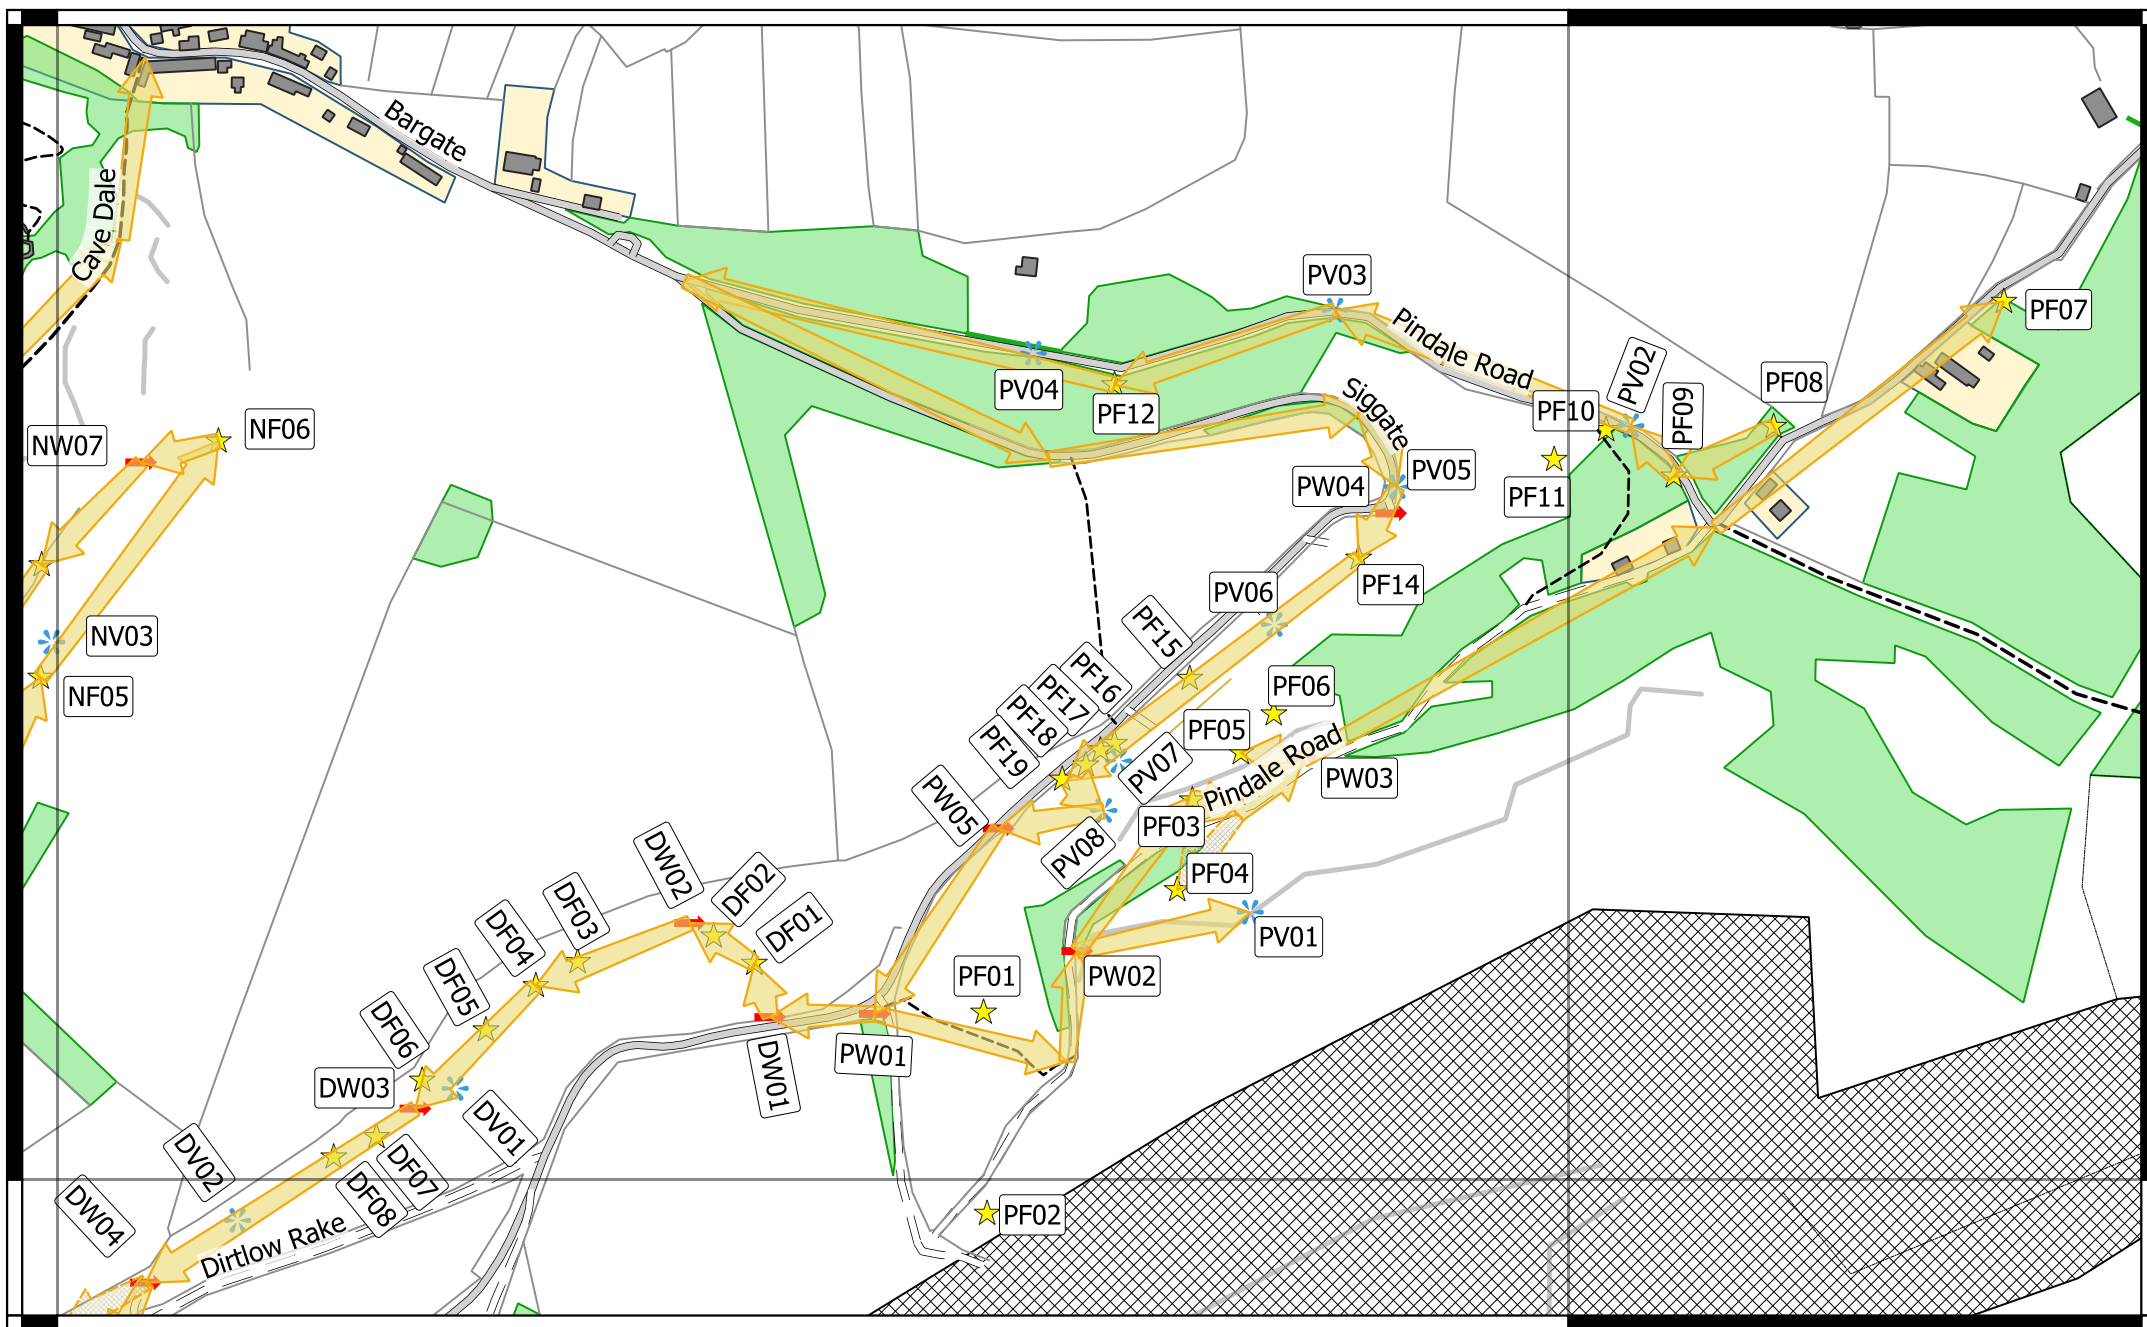 Bargate
Cave Dale
PV03
Pindale Road
PF07
PV04
PF12
Siggate
PF10
PV02
PF09
PF08
NW07
NF06
PW04
PV05
PF11
PF14
PV06
NV03
NF05
PF15
PF16
PF17
PF18
PF19
PF06
PF05
PV07
Pindale Road
PW03
PW05
PF03
PV08
PF04
DW02
DF02
DF01
DF03
DF04
PV01
DF05
PF01
PW02
DF06
DW03
PW01
DW01
DV01
DV02
DF07
DF08
DW04
Dirtlow Rake
PF02